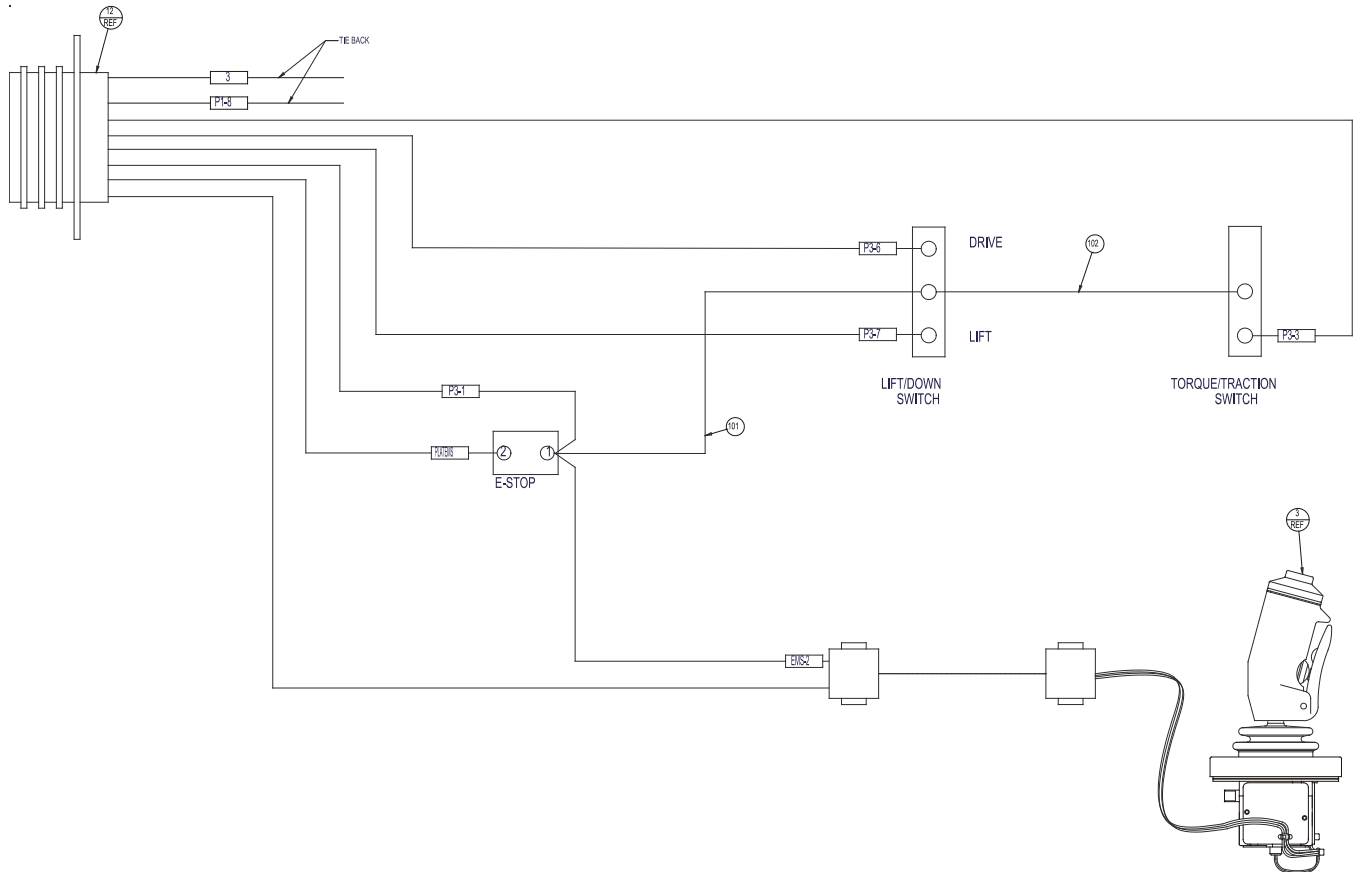 12
REF
TIE BACK
3
P1-8
P3-6
DRIVE
102
P3-7
LIFT
P3-3
LIFT/DOWN
SWITCH
TORQUE/TRACTION
SWITCH
P3-1
101
PLATEMS
2
1
E-STOP
3
REF
EMS-2